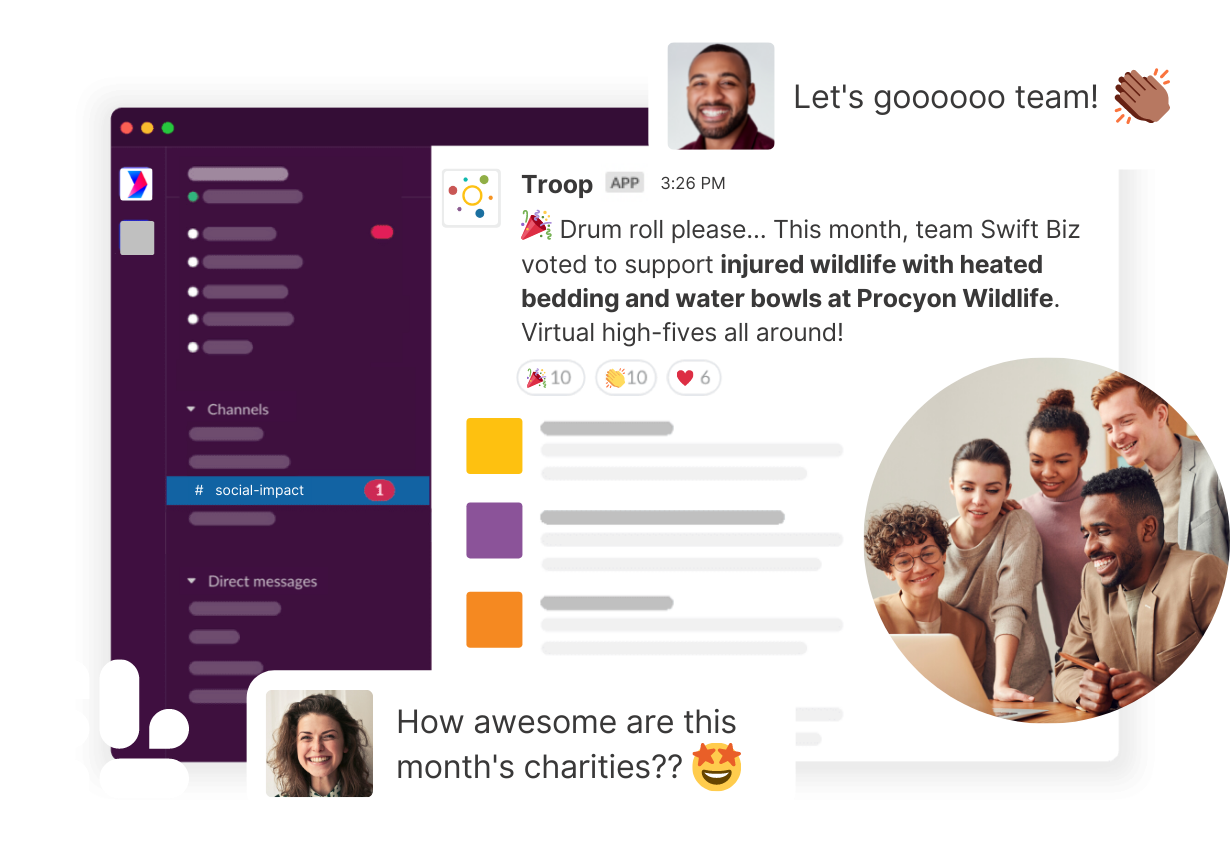 Let's goooooo team! 👏🏾
Troop APP 3:26 PM
🎉 Drum roll please... This month, team Swift Biz
voted to support injured wildlife with heated
bedding and water bowls at Procyon Wildlife.
Virtual high-fives all around!
🎉 10 👏 10 ❤️ 6
Channels
# social-impact 1
Direct messages
How awesome are this
month's charities?? 🤩